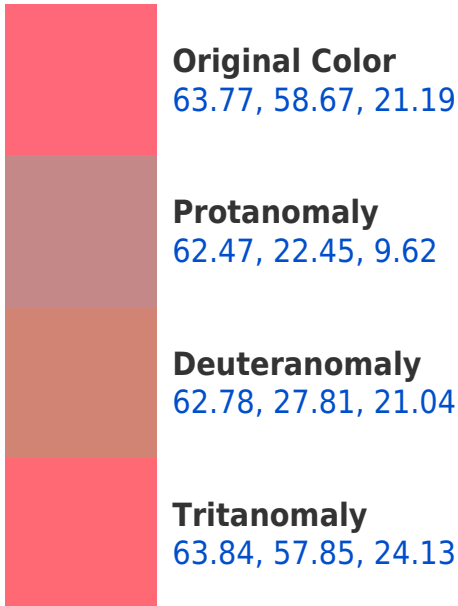 Original Color
63.77, 58.67, 21.19
Protanomaly
62.47, 22.45, 9.62
Deuteranomaly
62.78, 27.81, 21.04
Tritanomaly
63.84, 57.85, 24.13